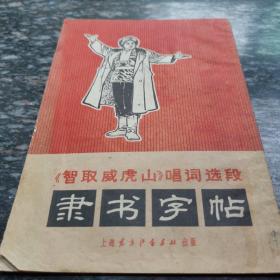 《智取威虎山》唱词选段
隶书字帖
上海东方红书画社 出版